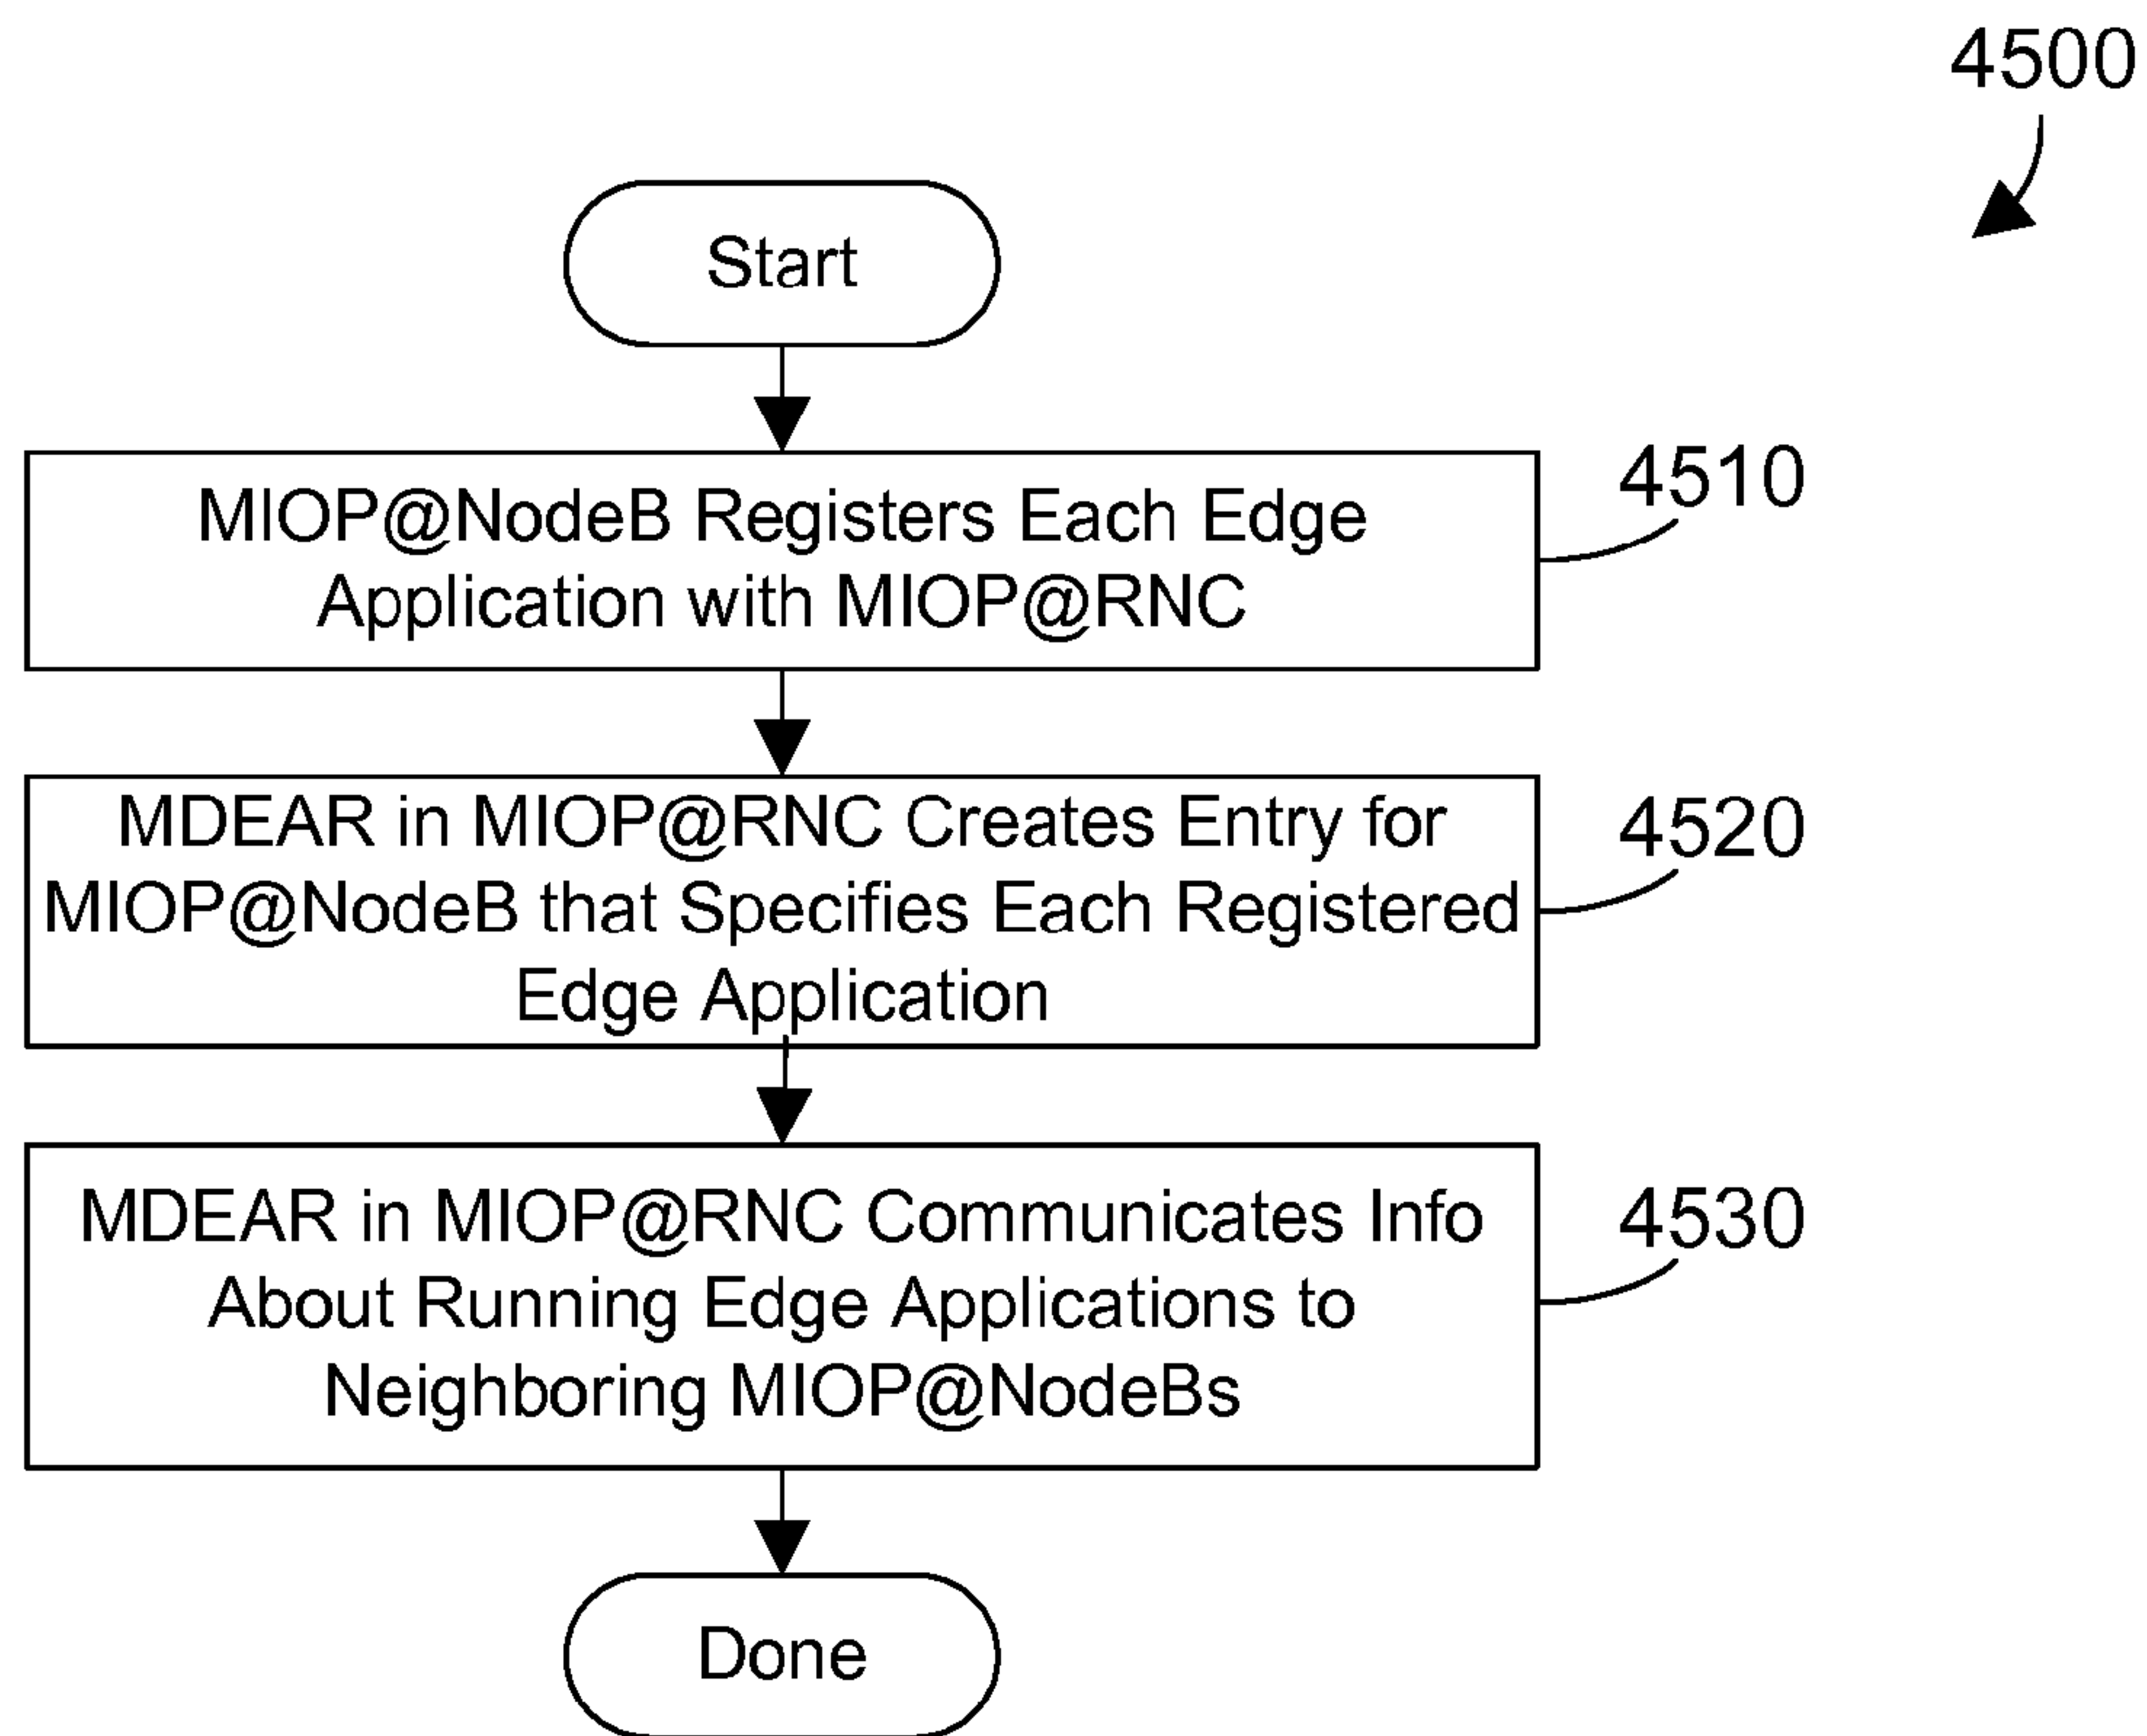 4500
Start
MIOP@NodeB Registers Each Edge
Application with MIOP@RNC
4510
MDEAR in MIOP@RNC Creates Entry for
MIOP@NodeB that Specifies Each Registered
Edge Application
4520
MDEAR in MIOP@RNC Communicates Info
About Running Edge Applications to
Neighboring MIOP@NodeBs
4530
Done